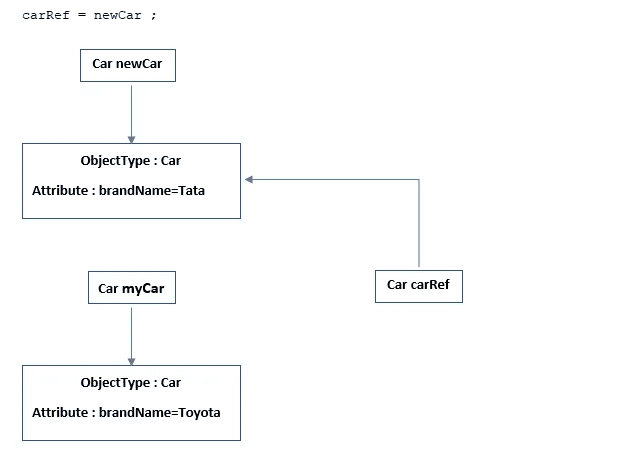 carRef = newCar ;
Car newCar
ObjectType : Car
Attribute : brandName=Tata
Car myCar
Car carRef
ObjectType : Car
Attribute : brandName=Toyota